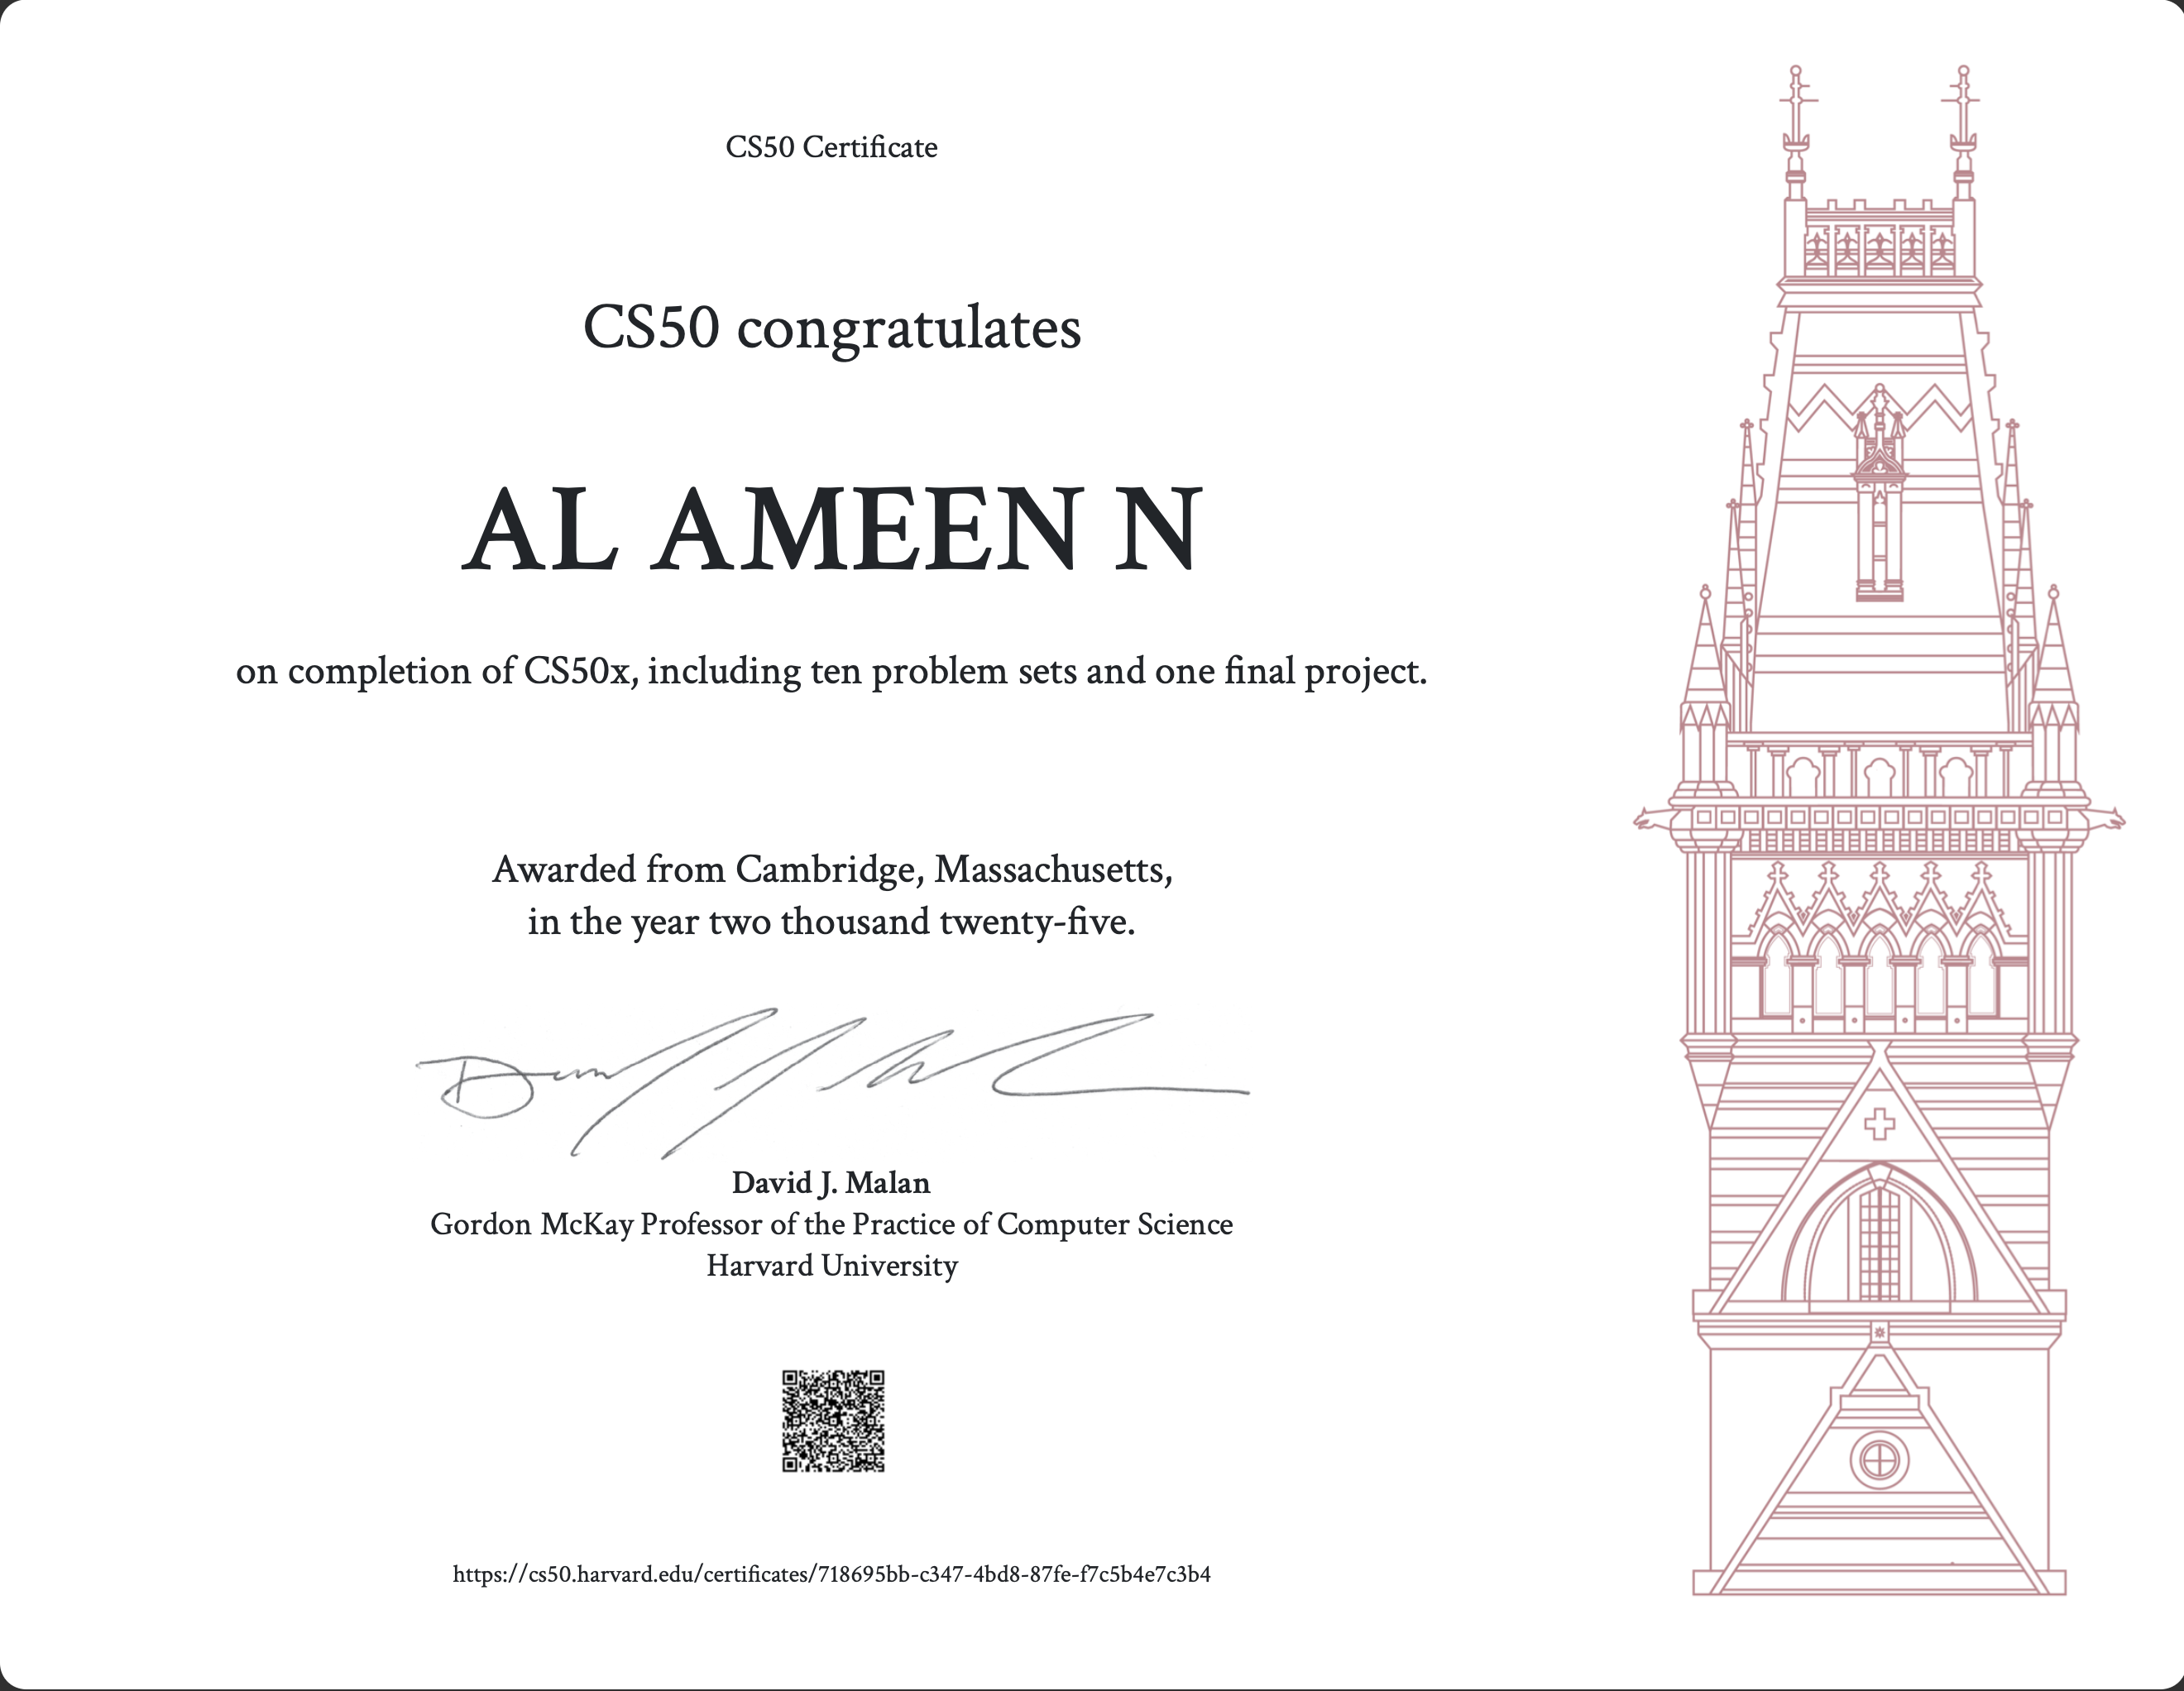 CS50 Certificate
CS50 congratulates
AL AMEEN N
on completion of CS50x, including ten problem sets and one final project.
Awarded from Cambridge, Massachusetts,
in the year two thousand twenty-five.
David J. Malan
Gordon McKay Professor of the Practice of Computer Science
Harvard University
https://cs50.harvard.edu/certificates/718695bb-c347-4bd8-87fe-f7c5b4e7c3b4